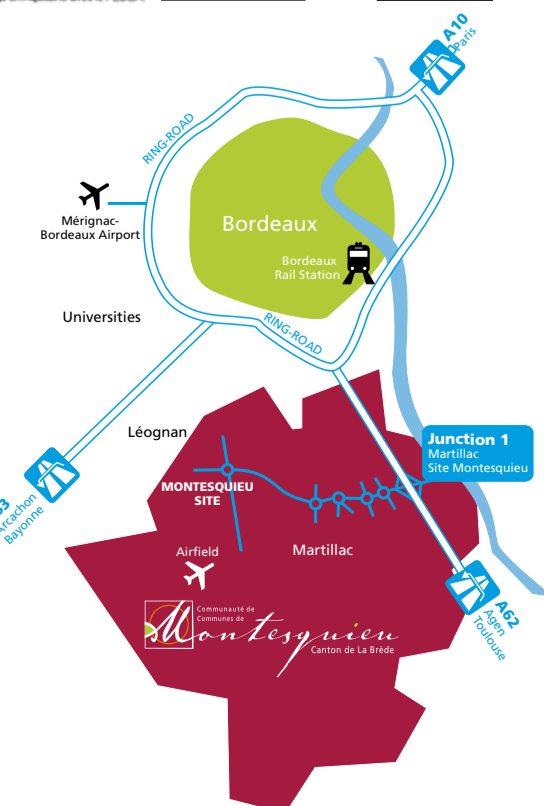 A10
Paris
RING-ROAD
Mérignac-
Bordeaux Airport
Bordeaux
Bordeaux
Rail Station
Universities
RING-ROAD
Léognan
Junction 1
Martillac
Site Montesquieu
MONTESQUIEU
SITE
Arcachon
Bayonne
Airfield
Martillac
A62
Agen
Toulouse
Communauté de
Communes de
Montesquieu
Canton de La Brède